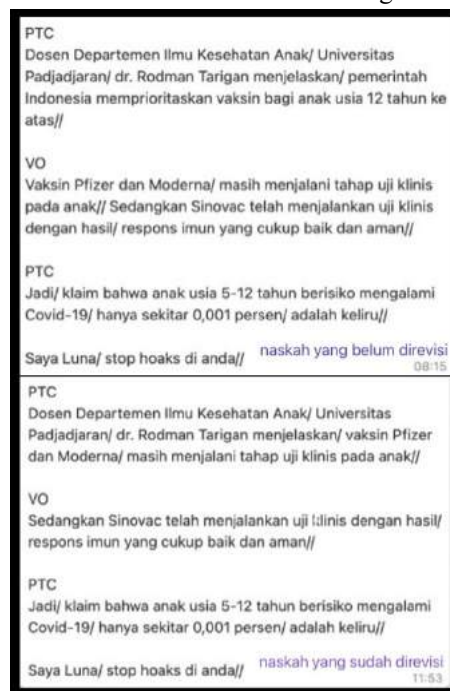 PTC
Dosen Departemen Ilmu Kesehatan Anak/ Universitas
Padjadjaran/ dr. Rodman Tarigan menjelaskan/ pemerintah
Indonesia memprioritaskan vaksin bagi anak usia 12 tahun ke
atas//
VO
Vaksin Pfizer dan Moderna/ masih menjalani tahap uji klinis
pada anak// Sedangkan Sinovac telah menjalankan uji klinis
dengan hasil/ respons imun yang cukup baik dan aman//
PTC
Jadi/ klaim bahwa anak usia 5-12 tahun berisiko mengalami
Covid-19/ hanya sekitar 0,001 persen/ adalah keliru//
Saya Luna/ stop hoaks di anda// naskah yang belum direvisi
08:15
PTC
Dosen Departemen Ilmu Kesehatan Anak/ Universitas
Padjadjaran/ dr. Rodman Tarigan menjelaskan/ vaksin Pfizer
dan Moderna/ masih menjalani tahap uji klinis pada anak//
VO
Sedangkan Sinovac telah menjalankan uji klinis dengan hasil/
respons imun yang cukup baik dan aman//
PTC
Jadi/ klaim bahwa anak usia 5-12 tahun berisiko mengalami
Covid-19/ hanya sekitar 0,001 persen/ adalah keliru//
Saya Luna/ stop hoaks di anda// naskah yang sudah direvisi
11:53